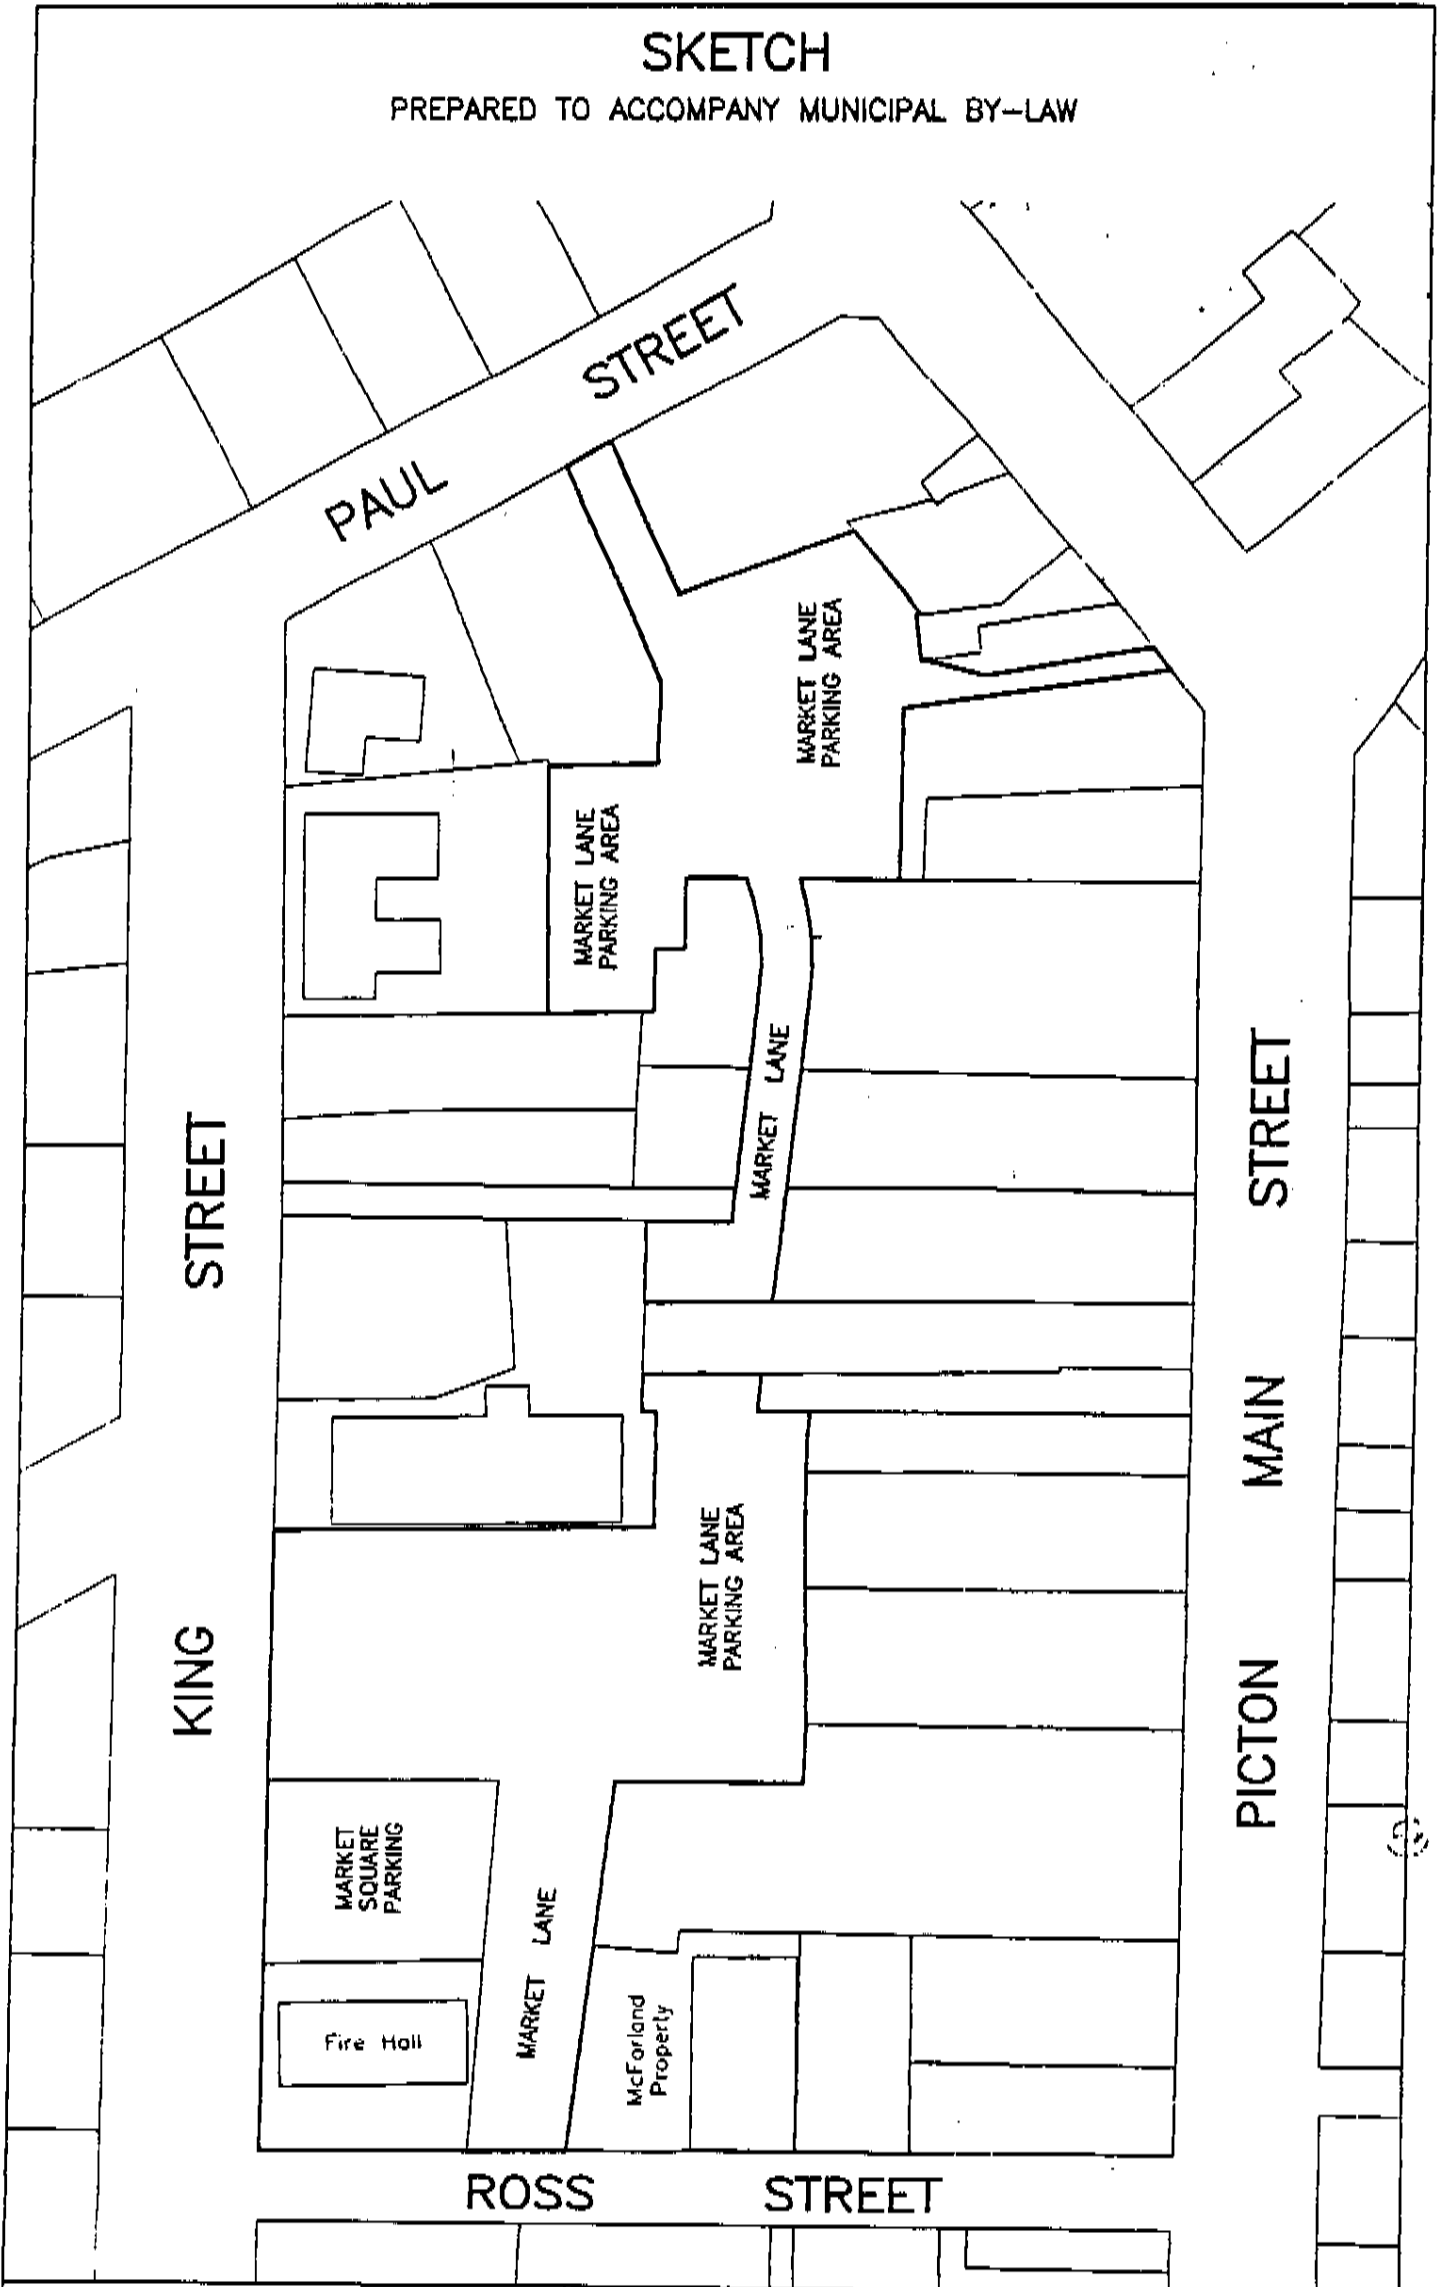 SKETCH
PREPARED TO ACCOMPANY MUNICIPAL BY-LAW
PAUL STREET
MARKET LANE
PARKING AREA
MARKET LANE
PARKING AREA
MARKET LANE
KING STREET
PICTON MAIN STREET
MARKET LANE
PARKING AREA
MARKET
SQUARE
PARKING
MARKET LANE
Fire Hall
McFarland
Property
ROSS STREET